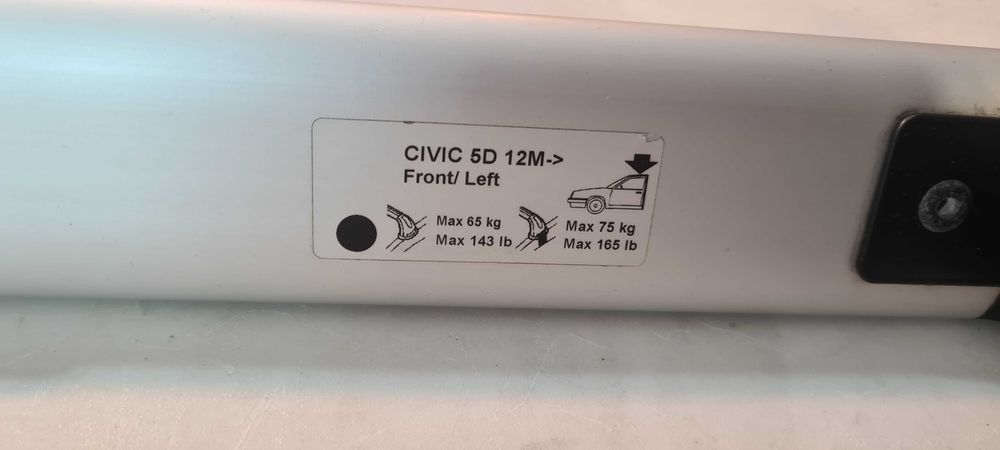 CIVIC 5D 12M->
Front/ Left
Max 65 kg
Max 143 lb
Max 75 kg
Max 165 lb